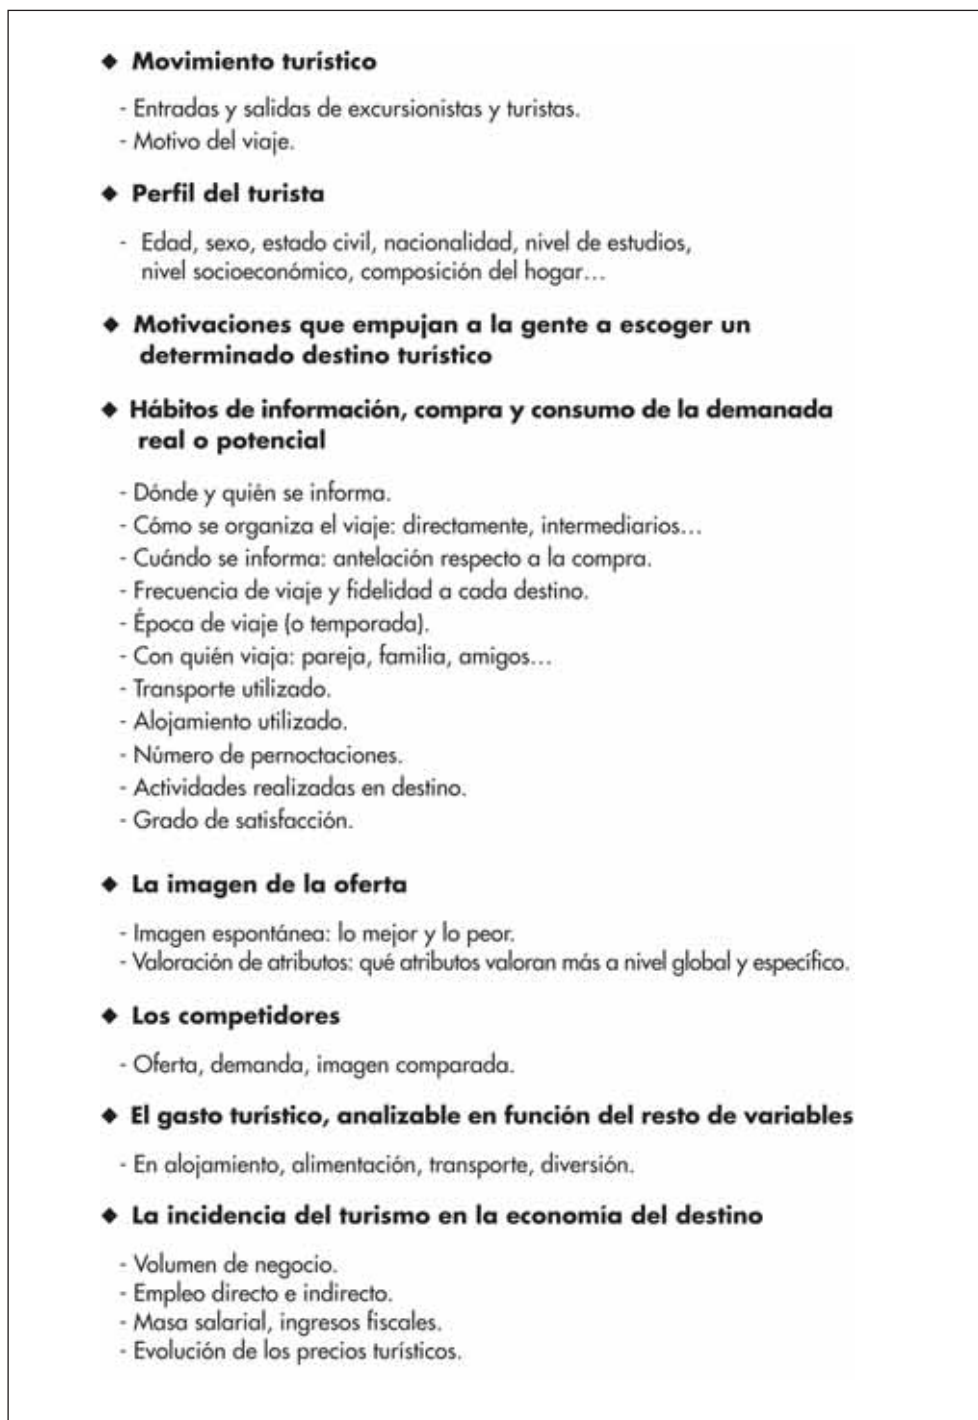 ◆ Movimiento turístico
- Entradas y salidas de excursionistas y turistas.
- Motivo del viaje.
◆ Perfil del turista
- Edad, sexo, estado civil, nacionalidad, nivel de estudios,
nivel socioeconómico, composición del hogar…
◆ Motivaciones que empujan a la gente a escoger un
determinado destino turístico
◆ Hábitos de información, compra y consumo de la demanada
real o potencial
- Dónde y quién se informa.
- Cómo se organiza el viaje: directamente, intermediarios…
- Cuándo se informa: antelación respecto a la compra.
- Frecuencia de viaje y fidelidad a cada destino.
- Época de viaje (o temporada).
- Con quién viaja: pareja, familia, amigos…
- Transporte utilizado.
- Alojamiento utilizado.
- Número de pernoctaciones.
- Actividades realizadas en destino.
- Grado de satisfacción.
◆ La imagen de la oferta
- Imagen espontánea: lo mejor y lo peor.
- Valoración de atributos: qué atributos valoran más a nivel global y específico.
◆ Los competidores
- Oferta, demanda, imagen comparada.
◆ El gasto turístico, analizable en función del resto de variables
- En alojamiento, alimentación, transporte, diversión.
◆ La incidencia del turismo en la economía del destino
- Volumen de negocio.
- Empleo directo e indirecto.
- Masa salarial, ingresos fiscales.
- Evolución de los precios turísticos.